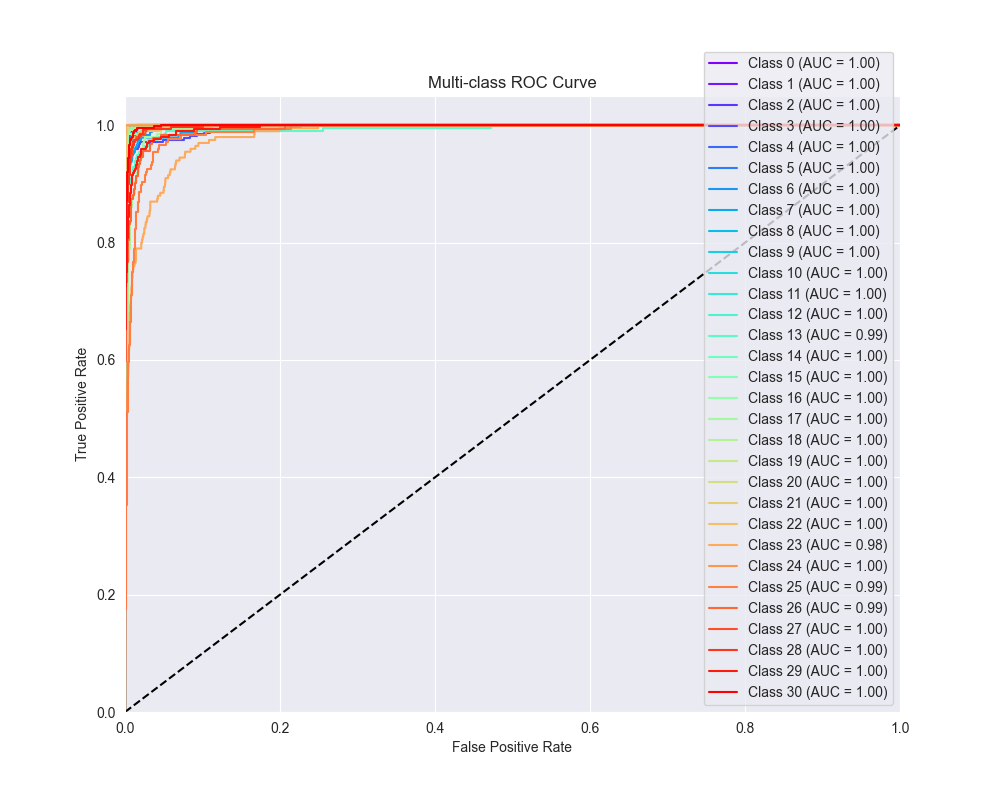 Multi-class ROC Curve
Class 0 (AUC = 1.00)
Class 1 (AUC = 1.00)
Class 2 (AUC = 1.00)
Class 3 (AUC = 1.00)
Class 4 (AUC = 1.00)
Class 5 (AUC = 1.00)
Class 6 (AUC = 1.00)
Class 7 (AUC = 1.00)
Class 8 (AUC = 1.00)
Class 9 (AUC = 1.00)
Class 10 (AUC = 1.00)
Class 11 (AUC = 1.00)
Class 12 (AUC = 1.00)
Class 13 (AUC = 0.99)
Class 14 (AUC = 1.00)
Class 15 (AUC = 1.00)
Class 16 (AUC = 1.00)
Class 17 (AUC = 1.00)
Class 18 (AUC = 1.00)
Class 19 (AUC = 1.00)
Class 20 (AUC = 1.00)
Class 21 (AUC = 1.00)
Class 22 (AUC = 1.00)
Class 23 (AUC = 0.98)
Class 24 (AUC = 1.00)
Class 25 (AUC = 0.99)
Class 26 (AUC = 0.99)
Class 27 (AUC = 1.00)
Class 28 (AUC = 1.00)
Class 29 (AUC = 1.00)
Class 30 (AUC = 1.00)
True Positive Rate
1.0
0.8
0.6
0.4
0.2
0.0
0.0 0.2 0.4 0.6 0.8 1.0
False Positive Rate